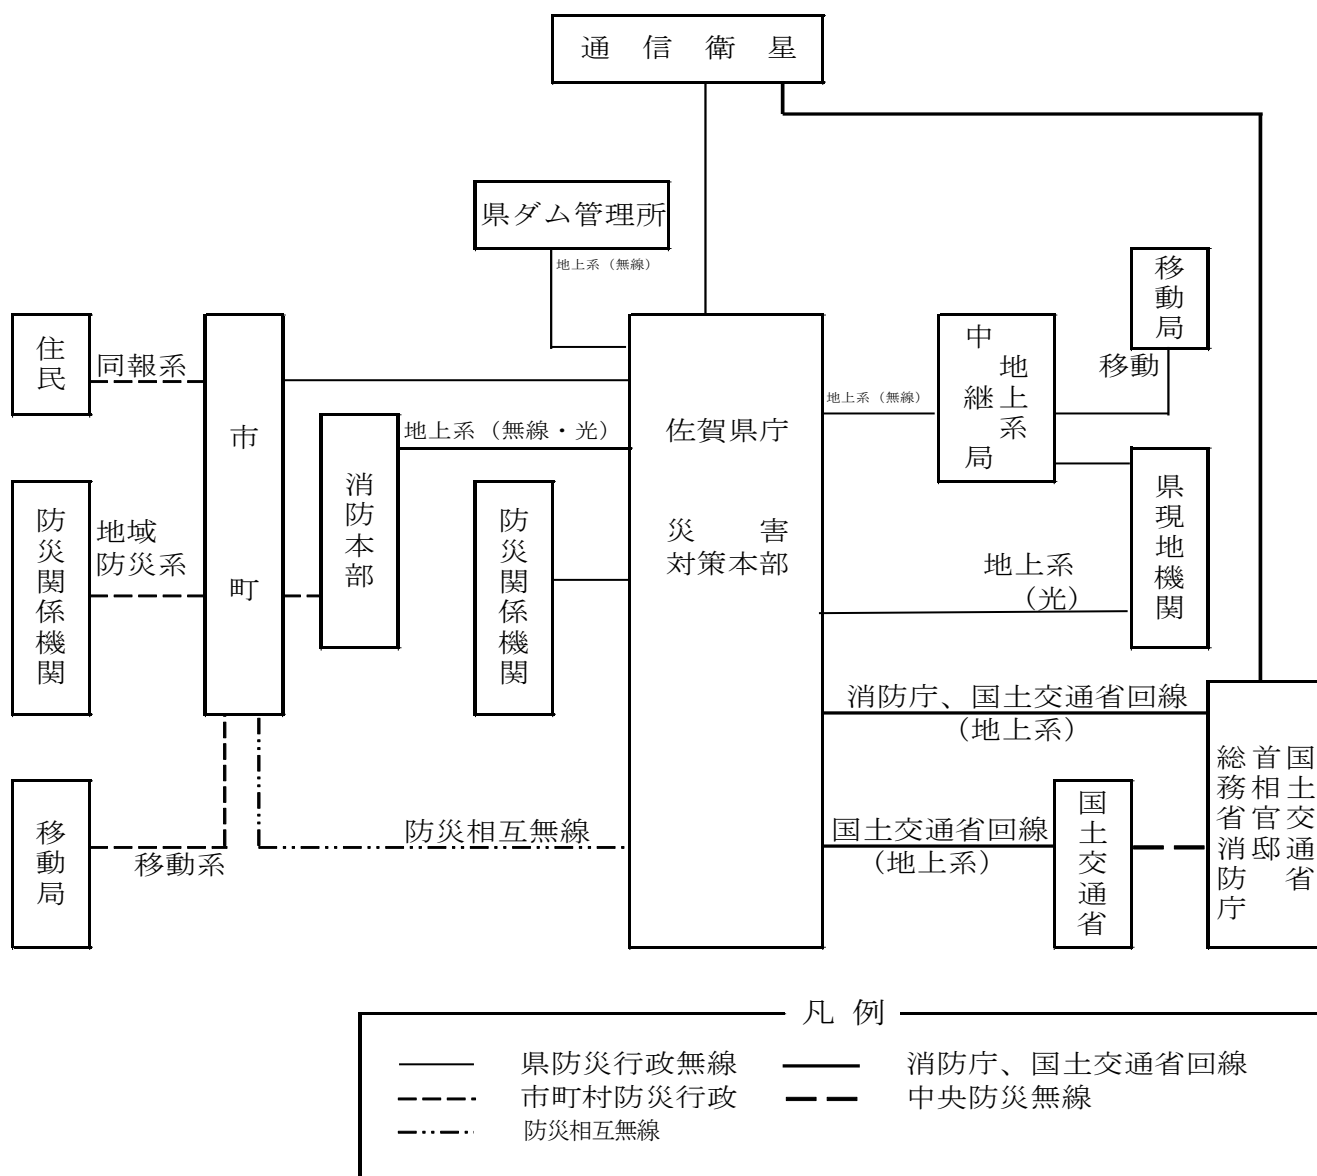 通信衛星
県ダム管理所
地上系（無線）
移動局
移動
住民
同報系
市町
地上系（無線・光）
消防本部
防災関係機関
佐賀県庁
災害
対策本部
地上系（無線）
中継局
地上系
県現地機関
地上系
（光）
防災関係機関
地域
防災系
消防庁、国土交通省回線
（地上系）
国土交通省
首相官邸
総務省消防庁
移動局
移動系
防災相互無線
国土交通省回線
（地上系）
国土交通省
凡例
県防災行政無線
消防庁、国土交通省回線
市町村防災行政
中央防災無線
防災相互無線